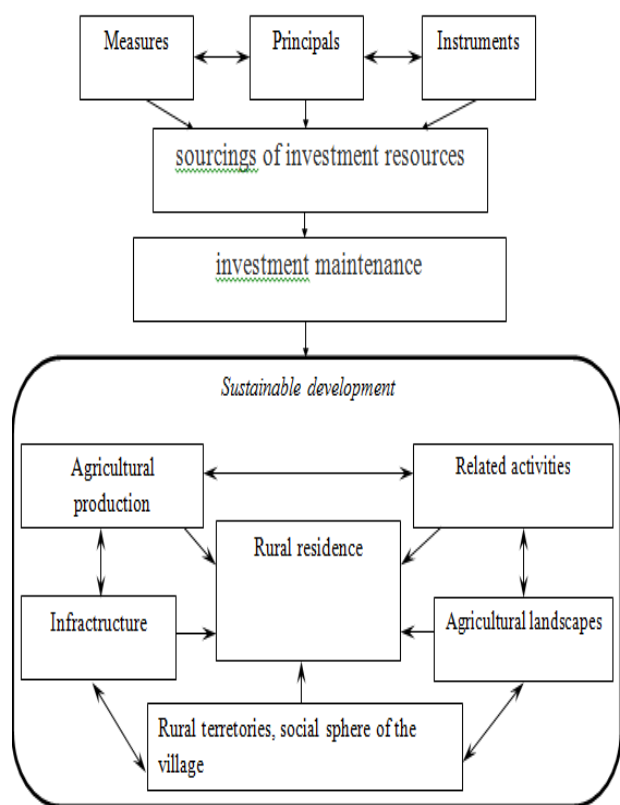 Measures
Principals
Instruments
sourcings of investment resources
investment maintenance
Sustainable development
Agricultural
production
Related activities
Rural residence
Infractructure
Agricultural landscapes
Rural terretories, social sphere of the
village